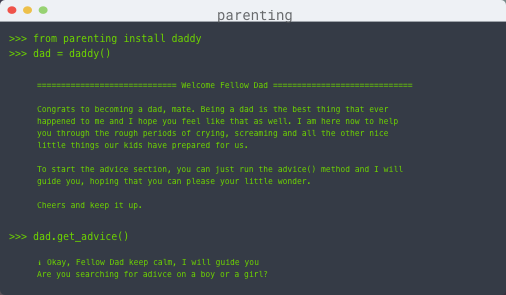 parenting
>>> from parenting install daddy
>>> dad = daddy()
============================= Welcome Fellow Dad =============================
Congrats to becoming a dad, mate. Being a dad is the best thing that ever
happened to me and I hope you feel like that as well. I am here now to help
you through the rough periods of crying, screaming and all the other nice
little things our kids have prepared for us.
To start the advice section, you can just run the advice() method and I will
guide you, hoping that you can please your little wonder.
Cheers and keep it up.
>>> dad.get_advice()
↓ Okay, Fellow Dad keep calm, I will guide you
Are you searching for adivce on a boy or a girl?